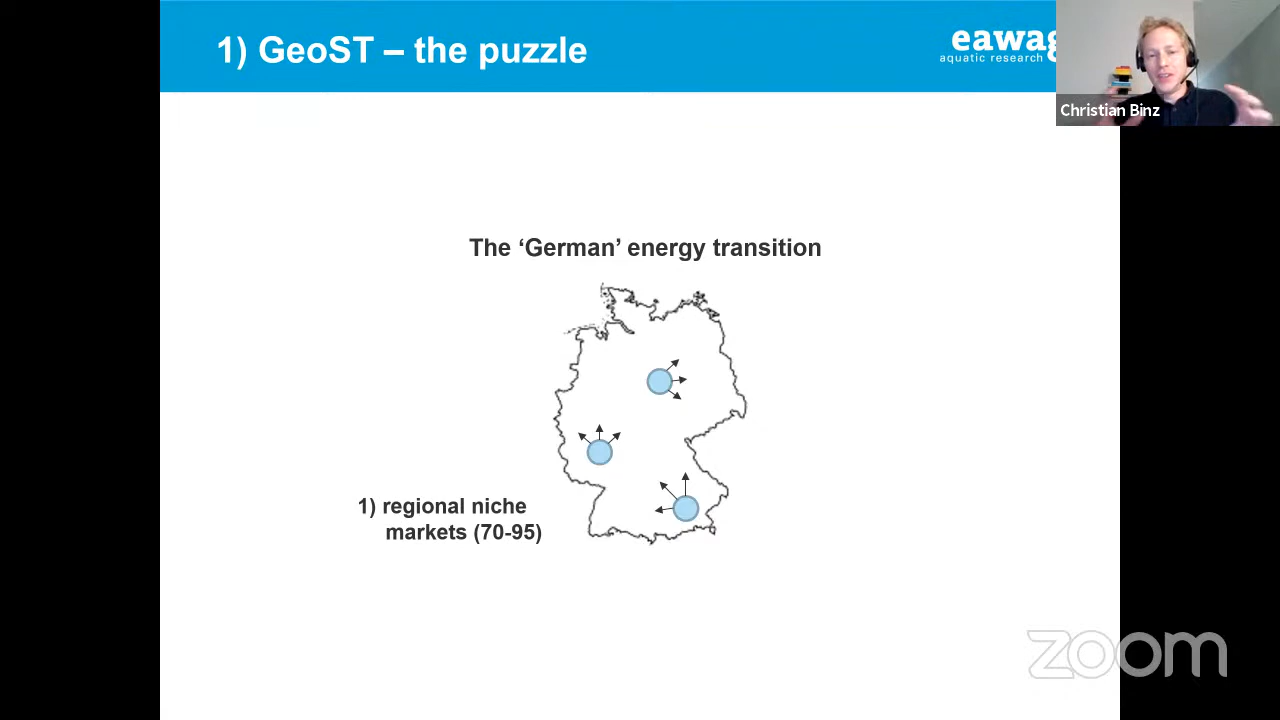 1) GeoST – the puzzle
eawag
aquatic research
Christian Binz
The ‘German’ energy transition
1) regional niche
markets (70-95)
zoom